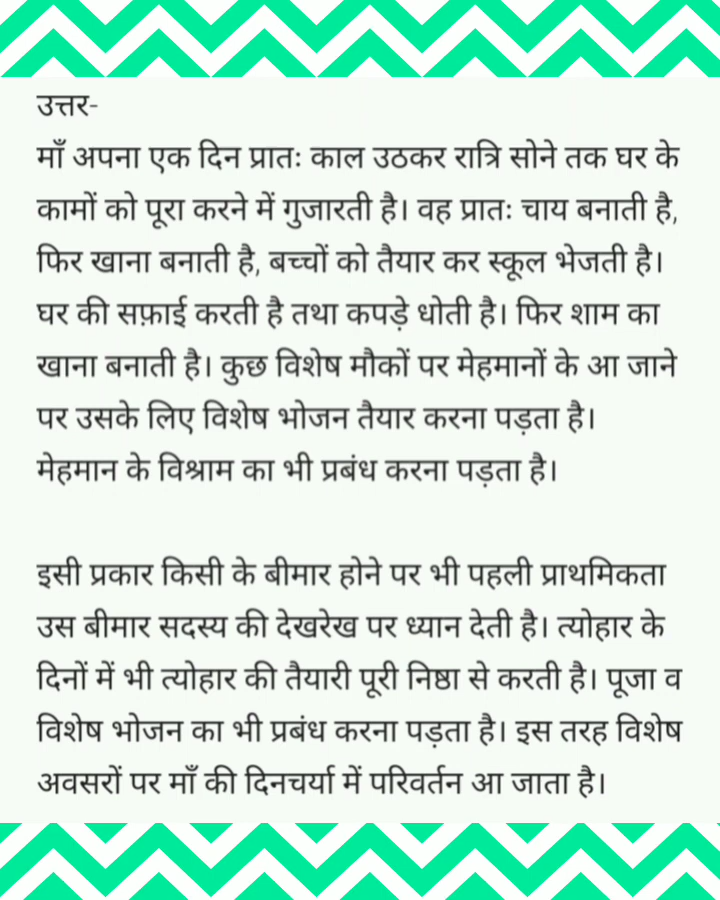 उत्तर-
माँ अपना एक दिन प्रातः काल उठकर रात्रि सोने तक घर के
कामों को पूरा करने में गुजारती है। वह प्रातः चाय बनाती है,
फिर खाना बनाती है, बच्चों को तैयार कर स्कूल भेजती है।
घर की सफ़ाई करती है तथा कपड़े धोती है। फिर शाम का
खाना बनाती है। कुछ विशेष मौकों पर मेहमानों के आ जाने
पर उसके लिए विशेष भोजन तैयार करना पड़ता है।
मेहमान के विश्राम का भी प्रबंध करना पड़ता है।
इसी प्रकार किसी के बीमार होने पर भी पहली प्राथमिकता
उस बीमार सदस्य की देखरेख पर ध्यान देती है। त्योहार के
दिनों में भी त्योहार की तैयारी पूरी निष्ठा से करती है। पूजा व
विशेष भोजन का भी प्रबंध करना पड़ता है। इस तरह विशेष
अवसरों पर माँ की दिनचर्या में परिवर्तन आ जाता है।